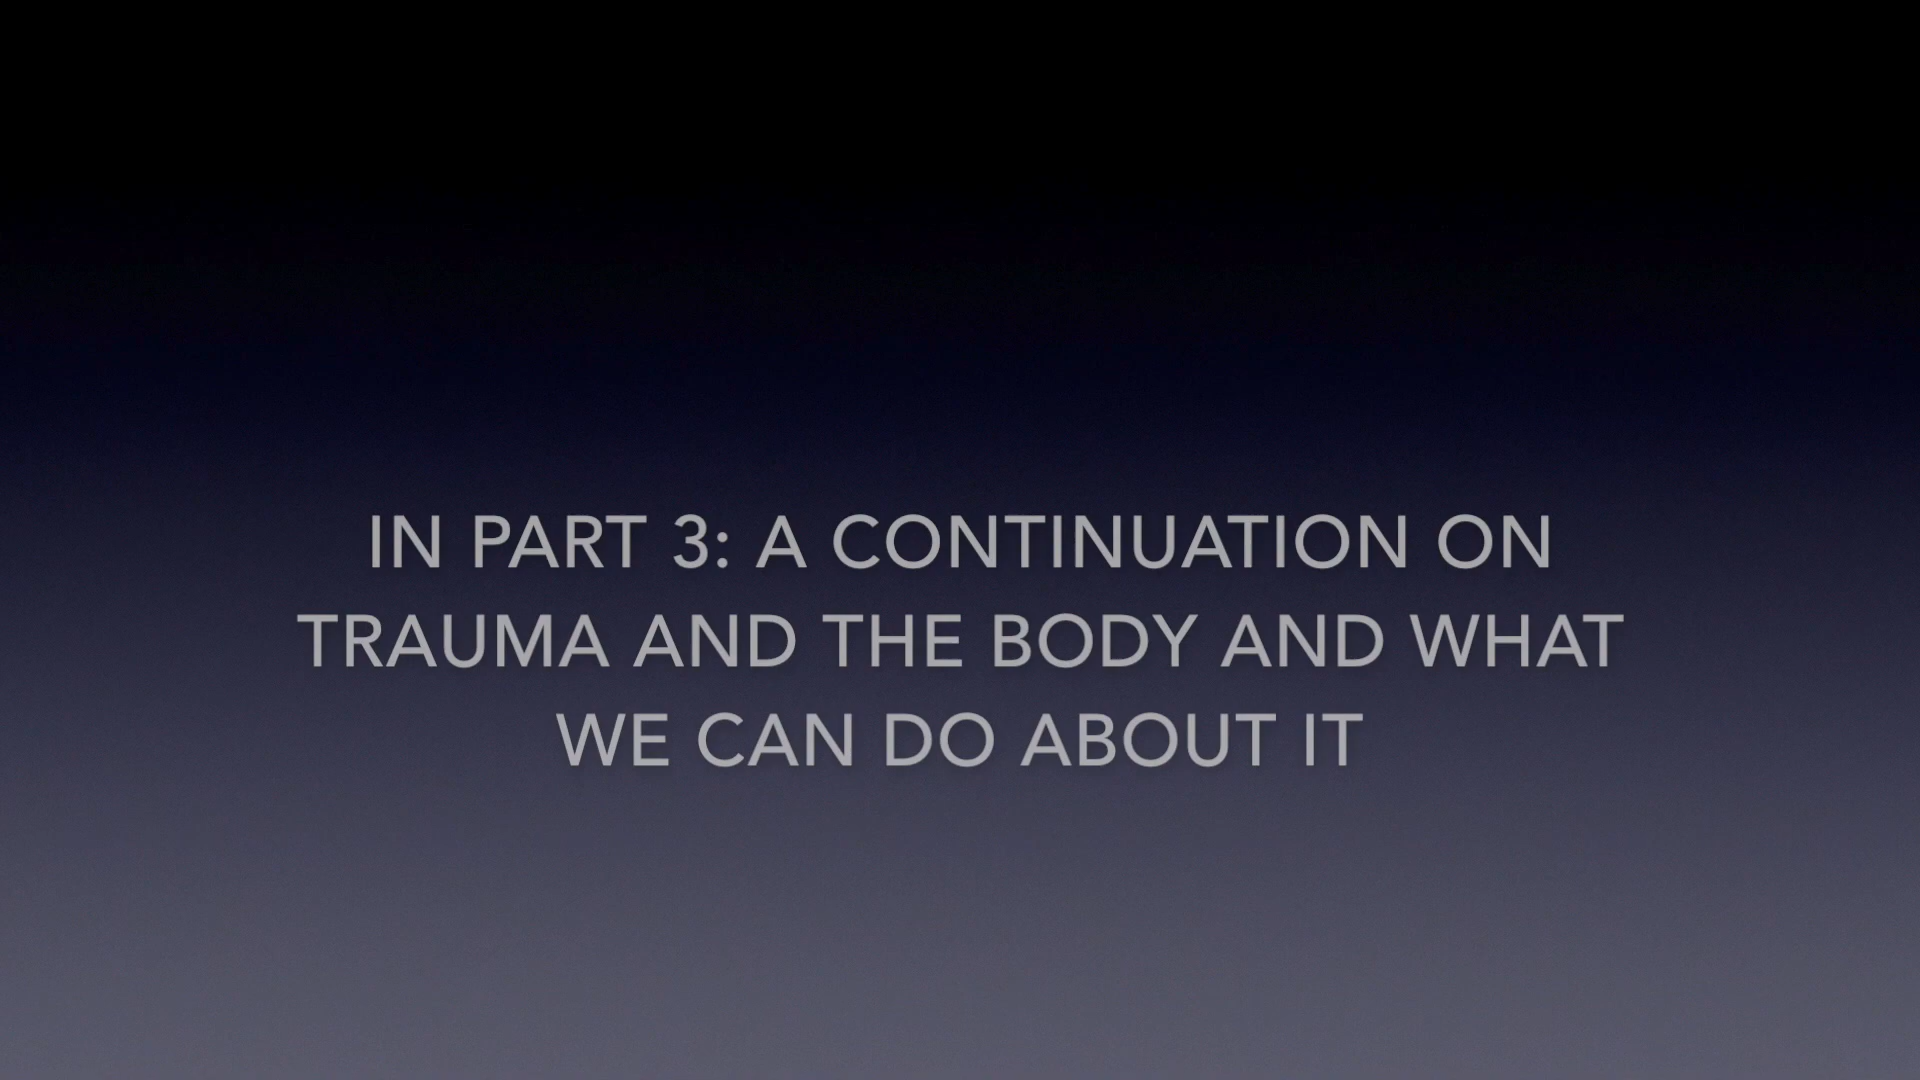 IN PART 3: A CONTINUATION ON
TRAUMA AND THE BODY AND WHAT
WE CAN DO ABOUT IT